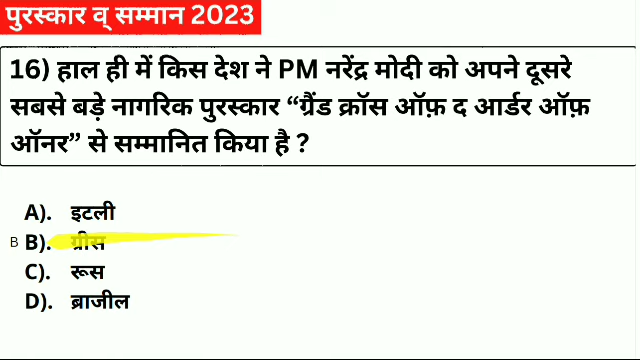 पुरस्कार व् सम्मान 2023
16) हाल ही में किस देश ने PM नरेंद्र मोदी को अपने दूसरे
सबसे बड़े नागरिक पुरस्कार “ग्रैंड क्रॉस ऑफ़ द आर्डर ऑफ़
ऑनर” से सम्मानित किया है ?
A). इटली
B B). ग्रीस
C). रूस
D). ब्राजील